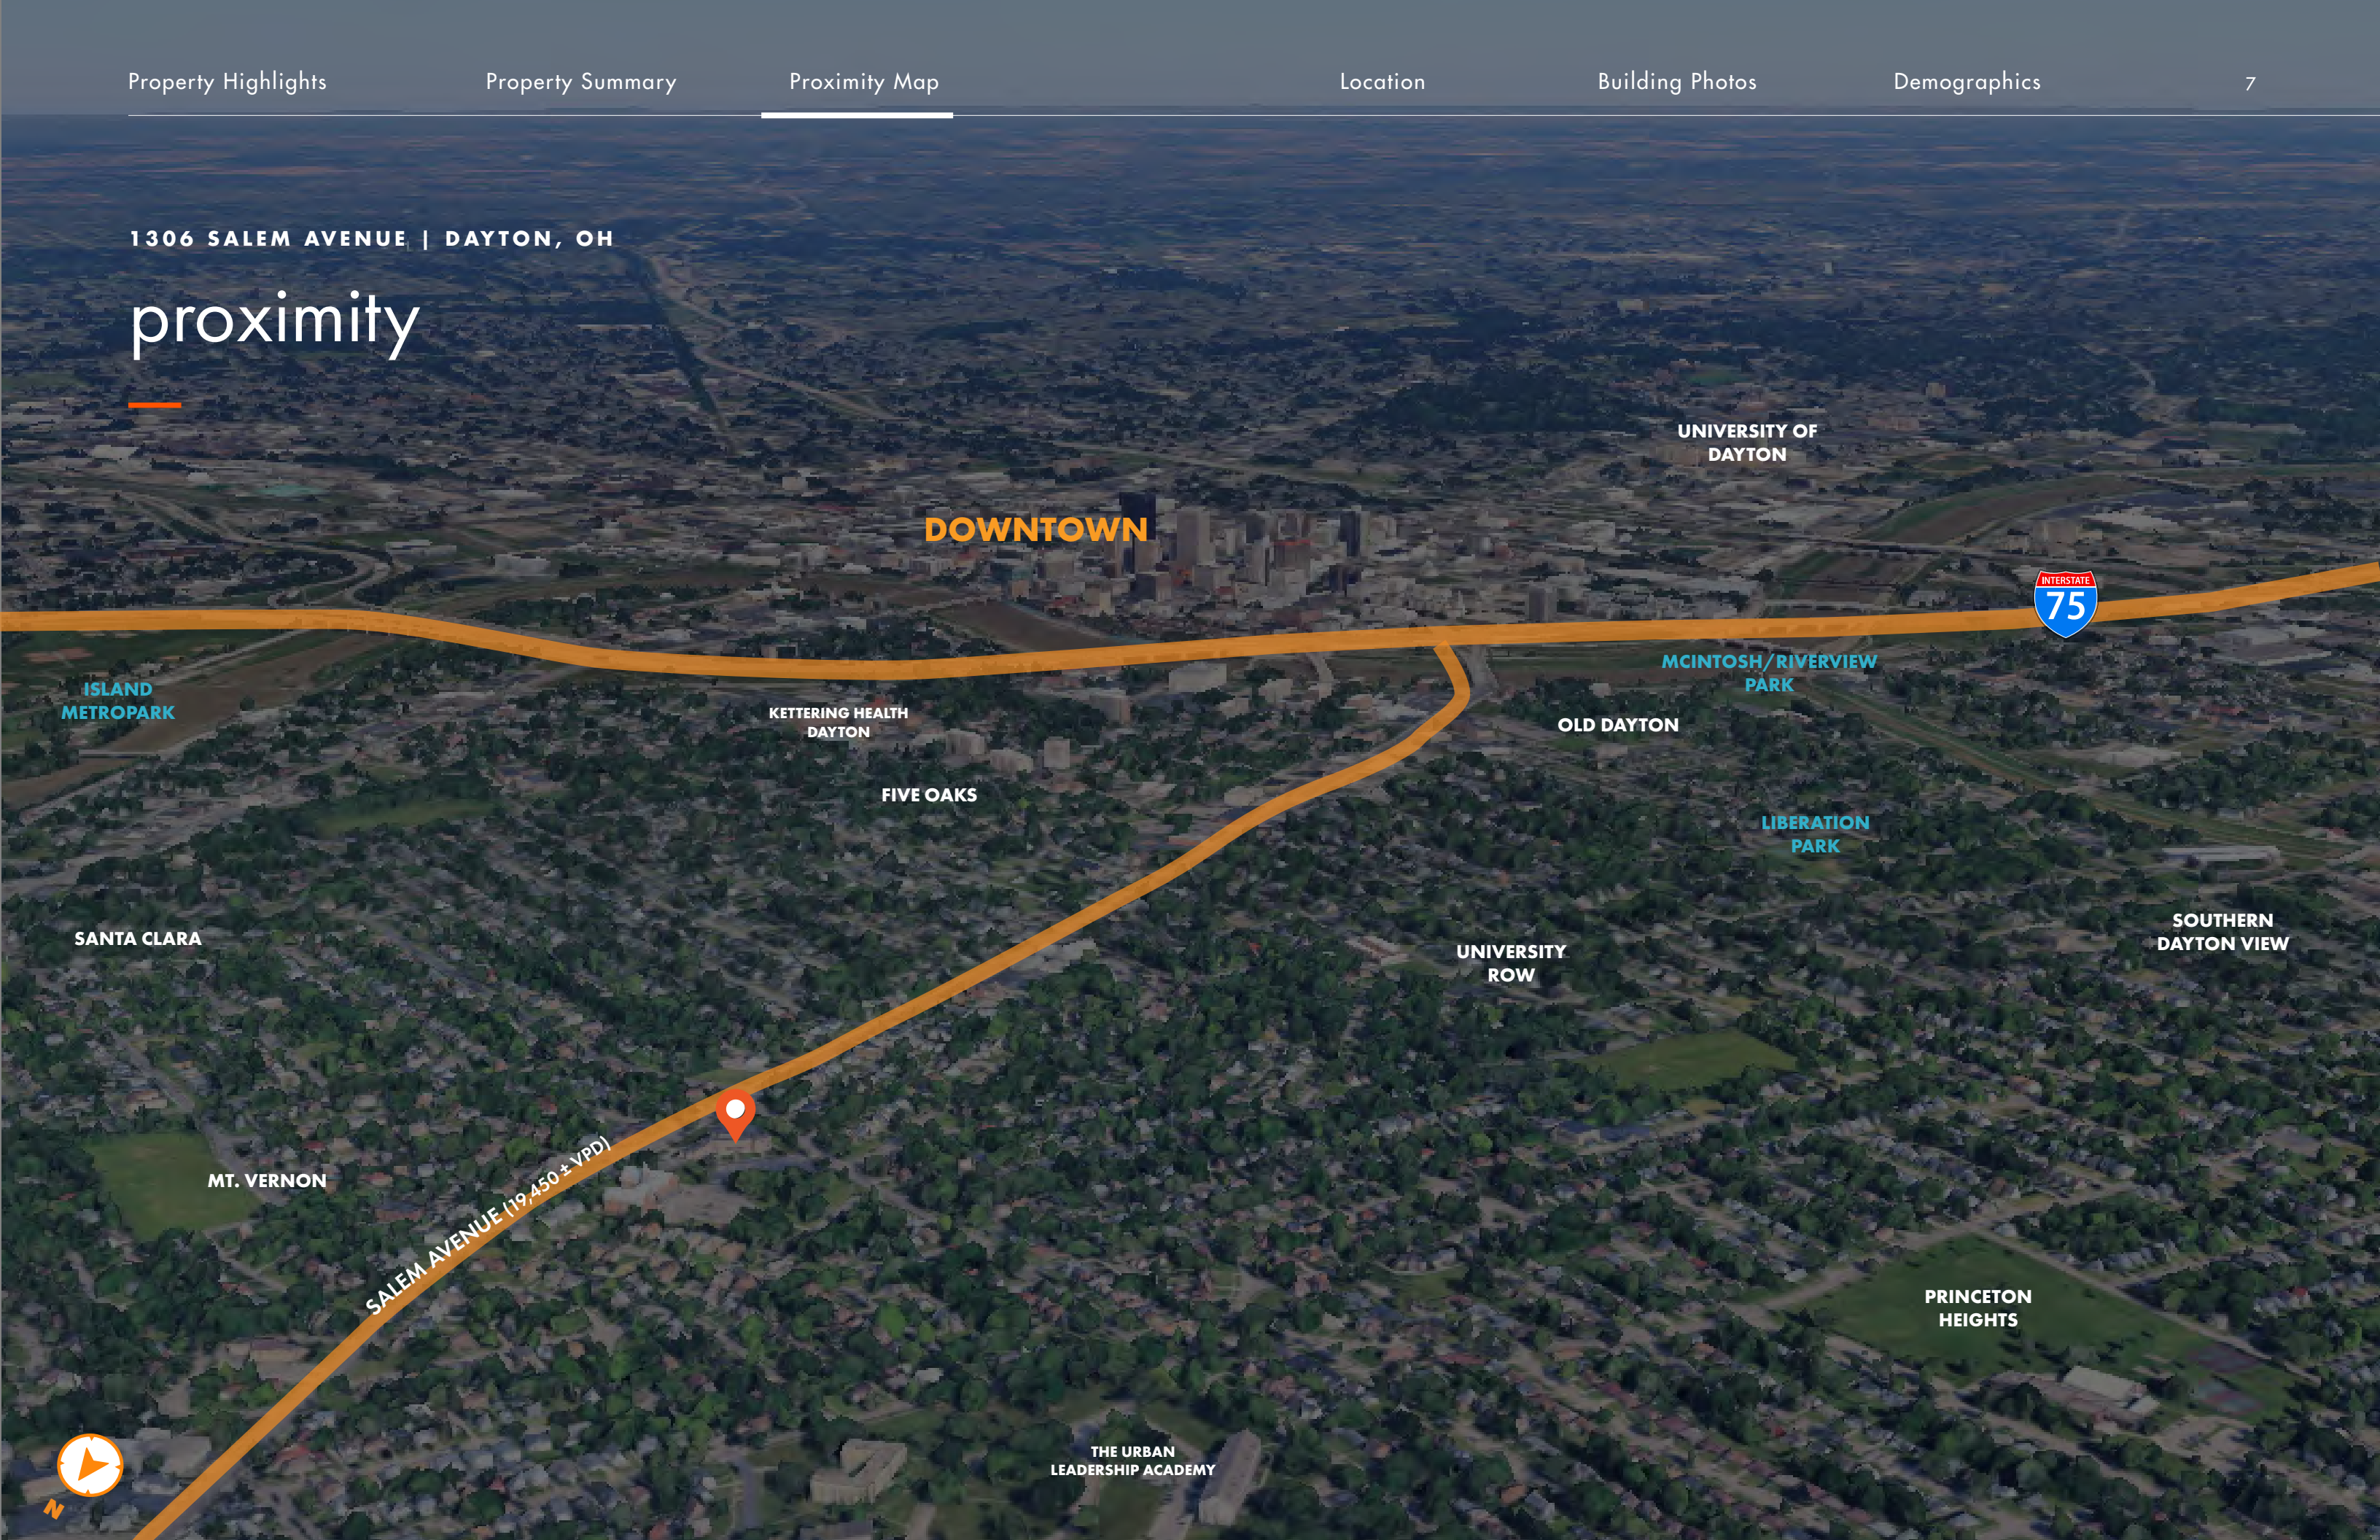 Property Highlights
Property Summary
Proximity Map
Location
Building Photos
Demographics
7
1306 SALEM AVENUE | DAYTON, OH
proximity
UNIVERSITY OF
DAYTON
DOWNTOWN
INTERSTATE
75
MCINTOSH/RIVERVIEW
PARK
ISLAND
METROPARK
KETTERING HEALTH
DAYTON
OLD DAYTON
FIVE OAKS
LIBERATION
PARK
SANTA CLARA
UNIVERSITY
ROW
SOUTHERN
DAYTON VIEW
MT. VERNON
SALEM AVENUE (19,450 ± VPD)
PRINCETON
HEIGHTS
THE URBAN
LEADERSHIP ACADEMY
N